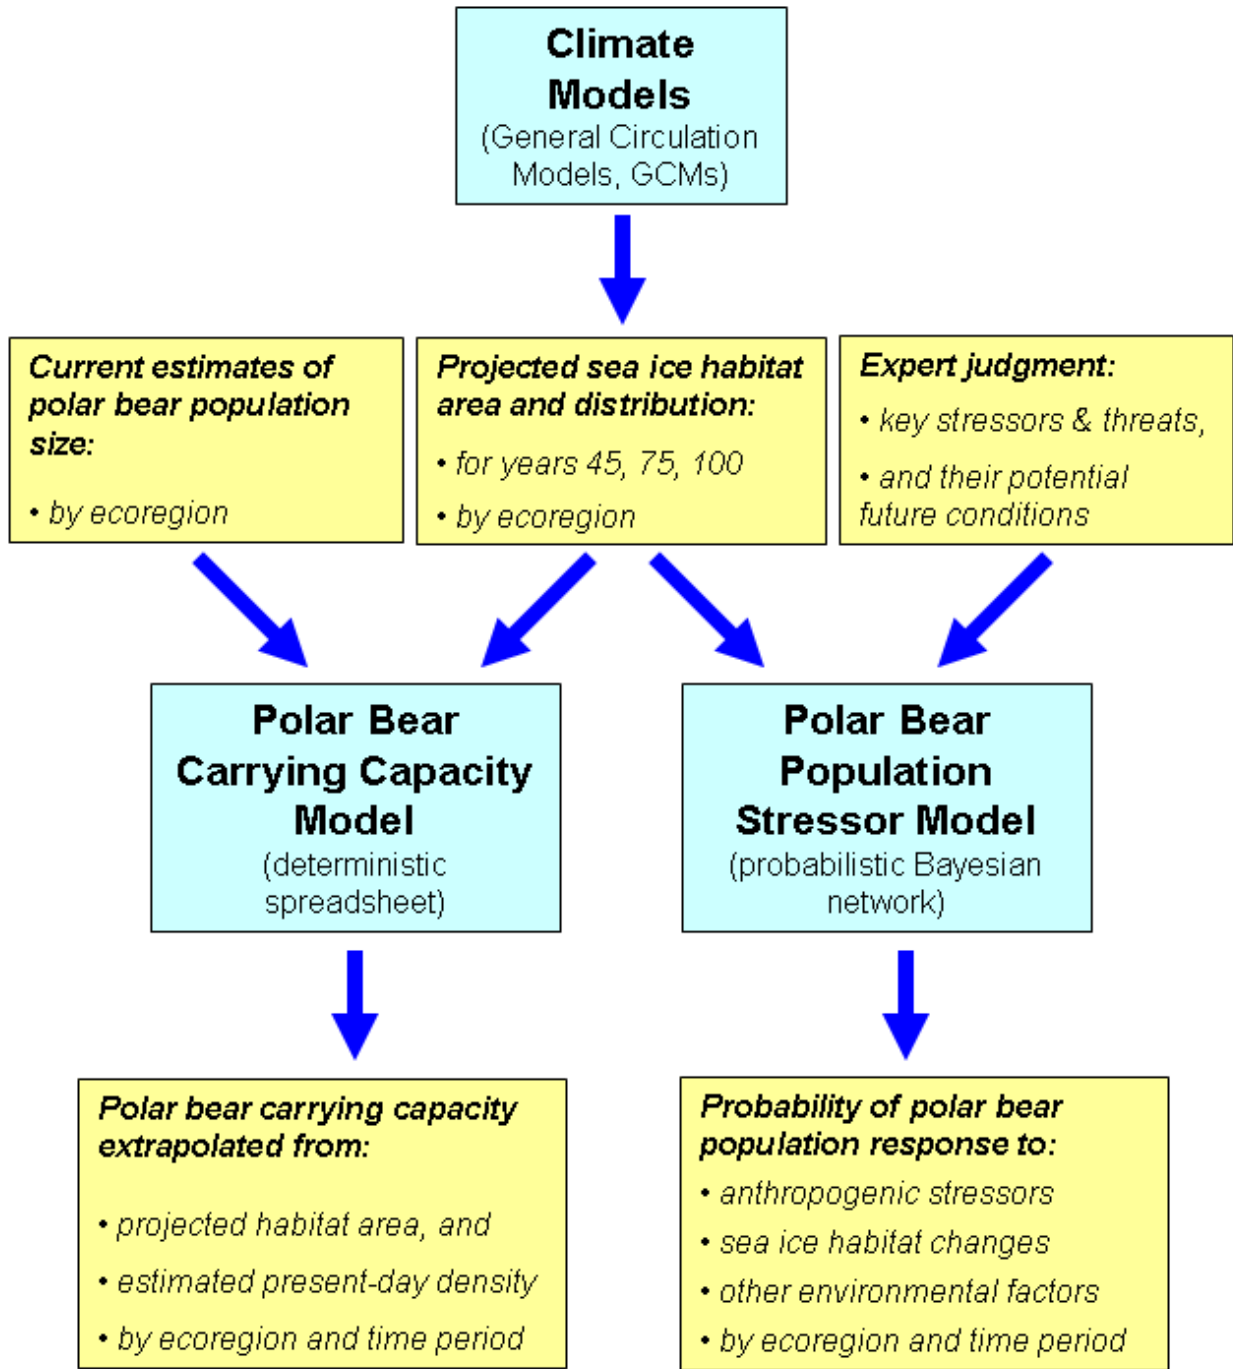 Climate
Models
(General Circulation
Models, GCMs)
Current estimates of
polar bear population
size:
• by ecoregion
Projected sea ice habitat
area and distribution:
• for years 45, 75, 100
• by ecoregion
Expert judgment:
• key stressors & threats,
• and their potential
future conditions
Polar Bear
Carrying Capacity
Model
(deterministic
spreadsheet)
Polar Bear
Population
Stressor Model
(probabilistic Bayesian
network)
Polar bear carrying capacity
extrapolated from:
• projected habitat area, and
• estimated present-day density
• by ecoregion and time period
Probability of polar bear
population response to:
• anthropogenic stressors
• sea ice habitat changes
• other environmental factors
• by ecoregion and time period